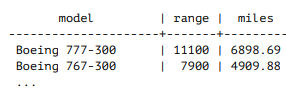 model | range | miles
---------------------+-------+---------
Boeing 777-300 | 11100 | 6898.69
Boeing 767-300 | 7900 | 4909.88
...